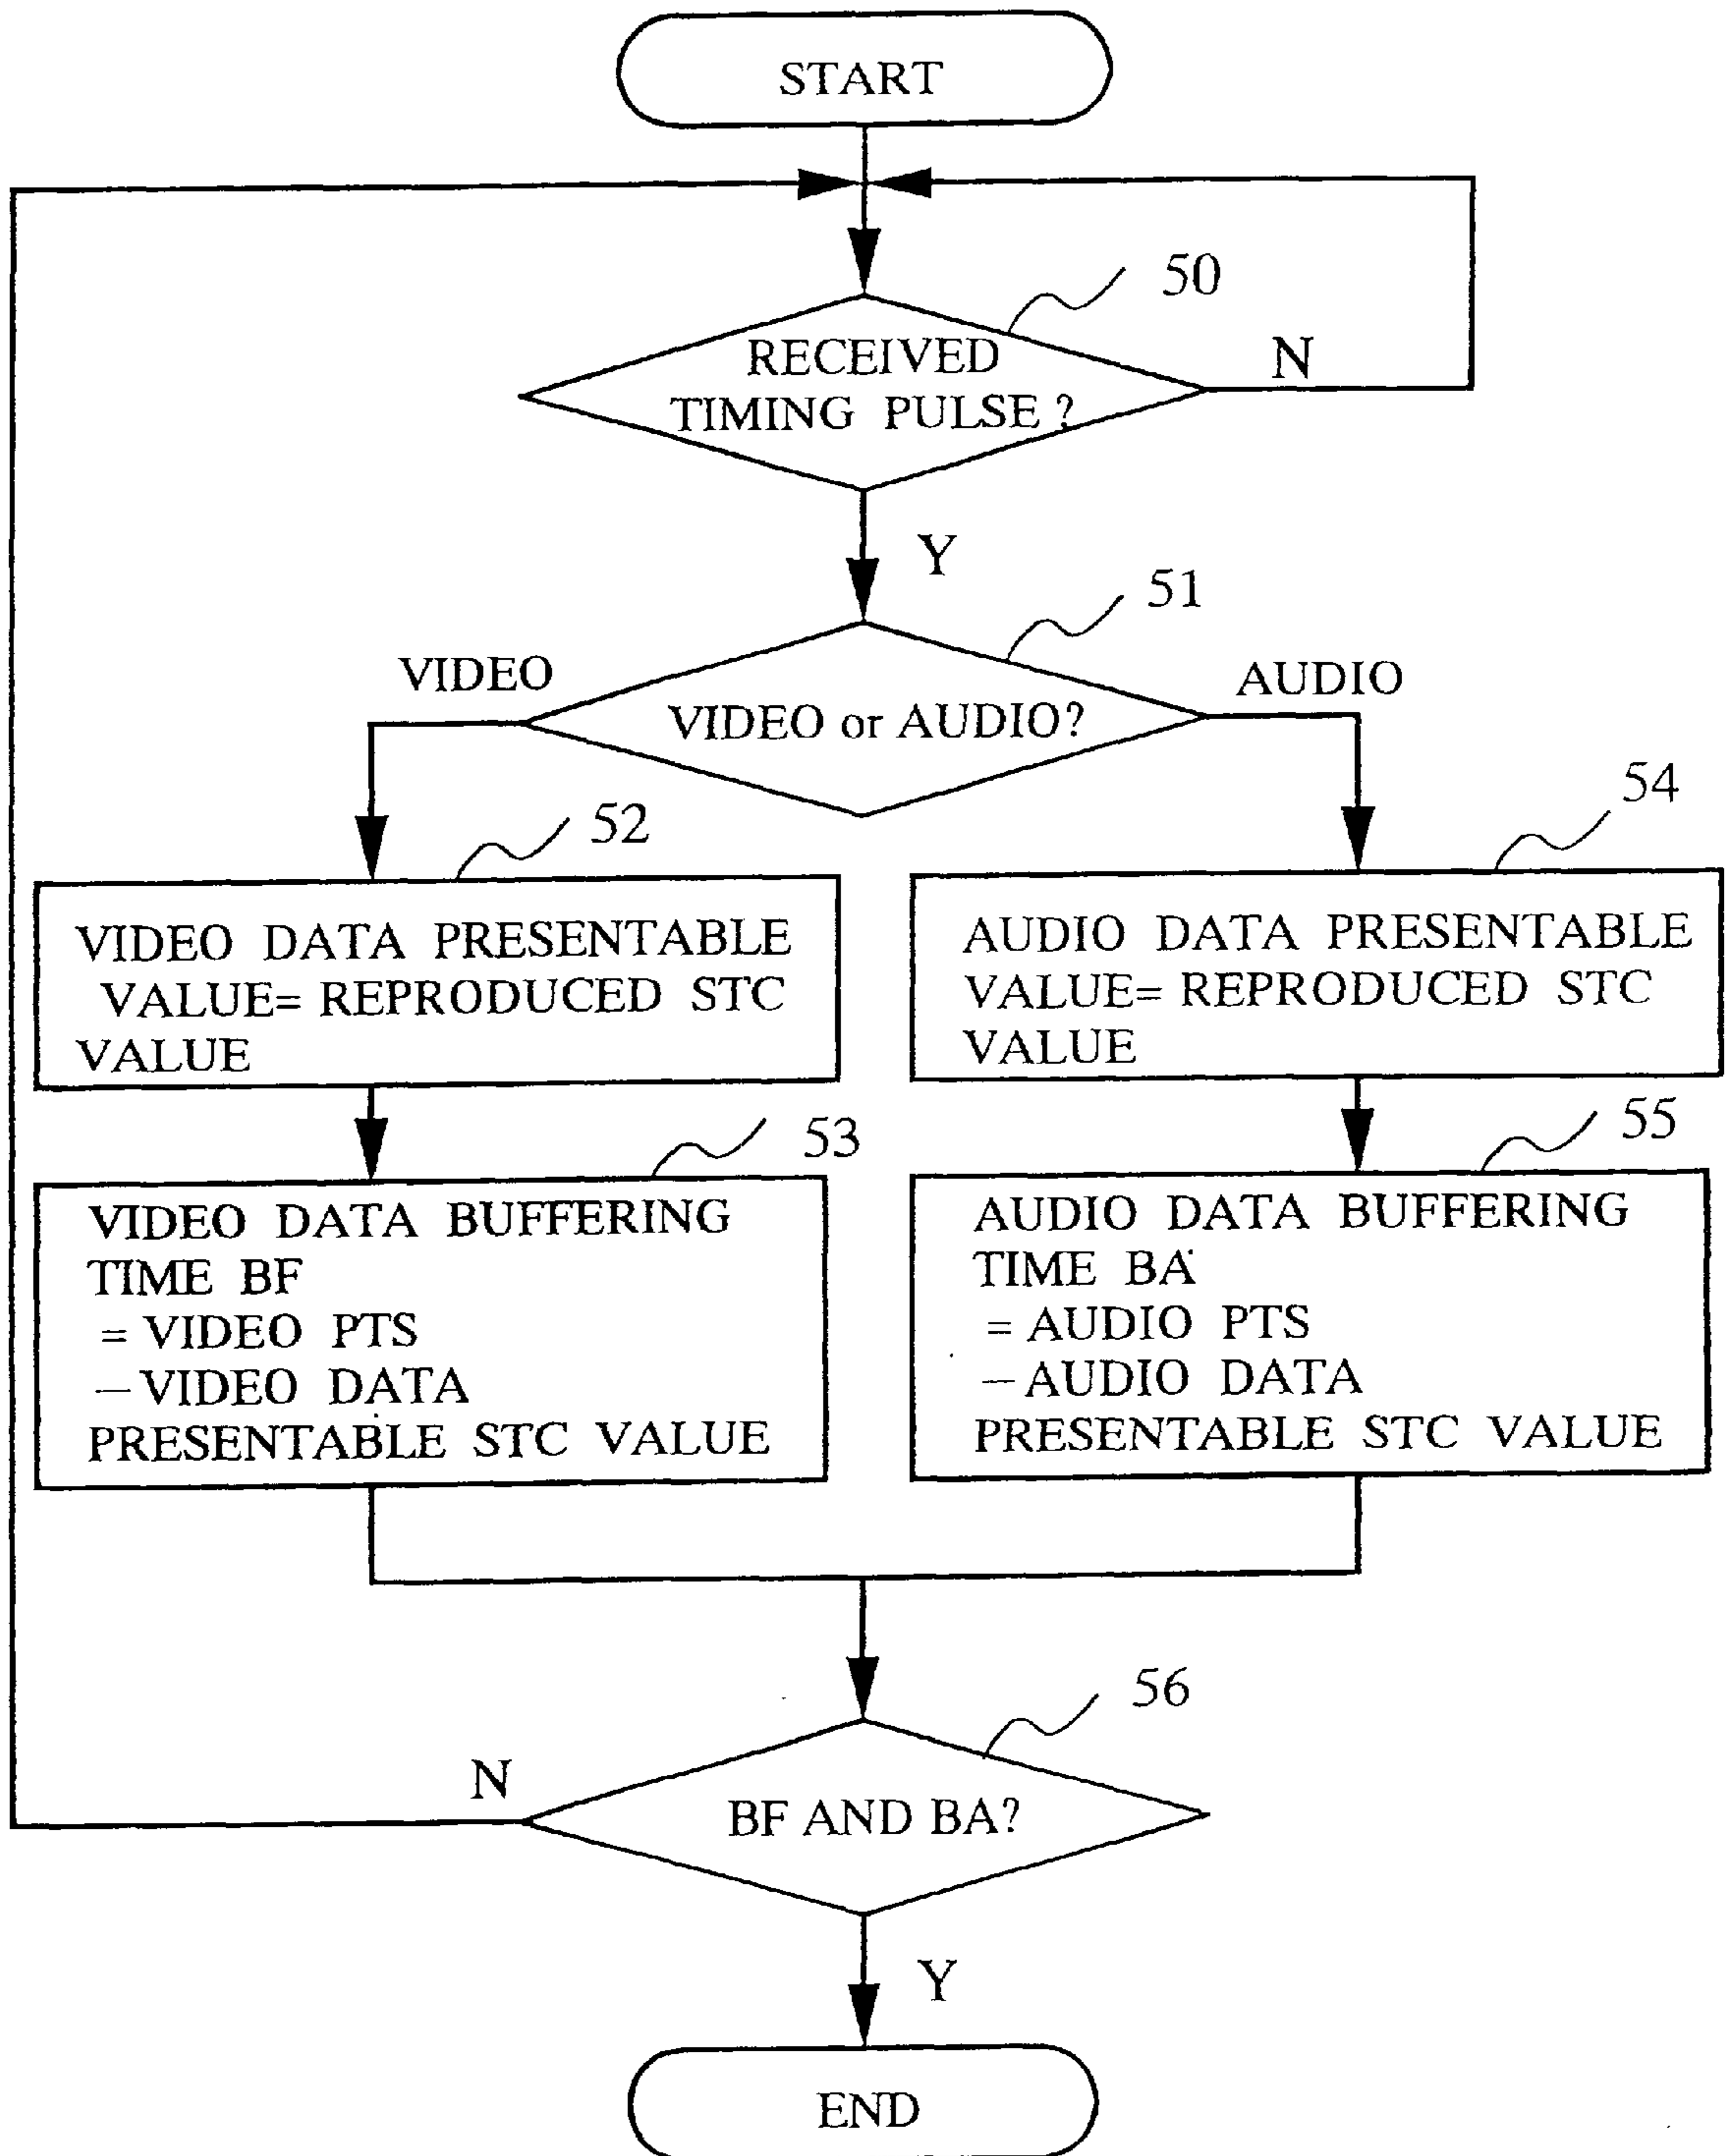 START
50
RECEIVED
TIMING PULSE ?
N
Y
51
VIDEO
AUDIO
VIDEO or AUDIO?
52
VIDEO DATA PRESENTABLE
VALUE= REPRODUCED STC
VALUE
54
AUDIO DATA PRESENTABLE
VALUE= REPRODUCED STC
VALUE
53
VIDEO DATA BUFFERING
TIME BF
= VIDEO PTS
—VIDEO DATA
PRESENTABLE STC VALUE
55
AUDIO DATA BUFFERING
TIME BA
= AUDIO PTS
—AUDIO DATA
PRESENTABLE STC VALUE
56
N
BF AND BA?
Y
END